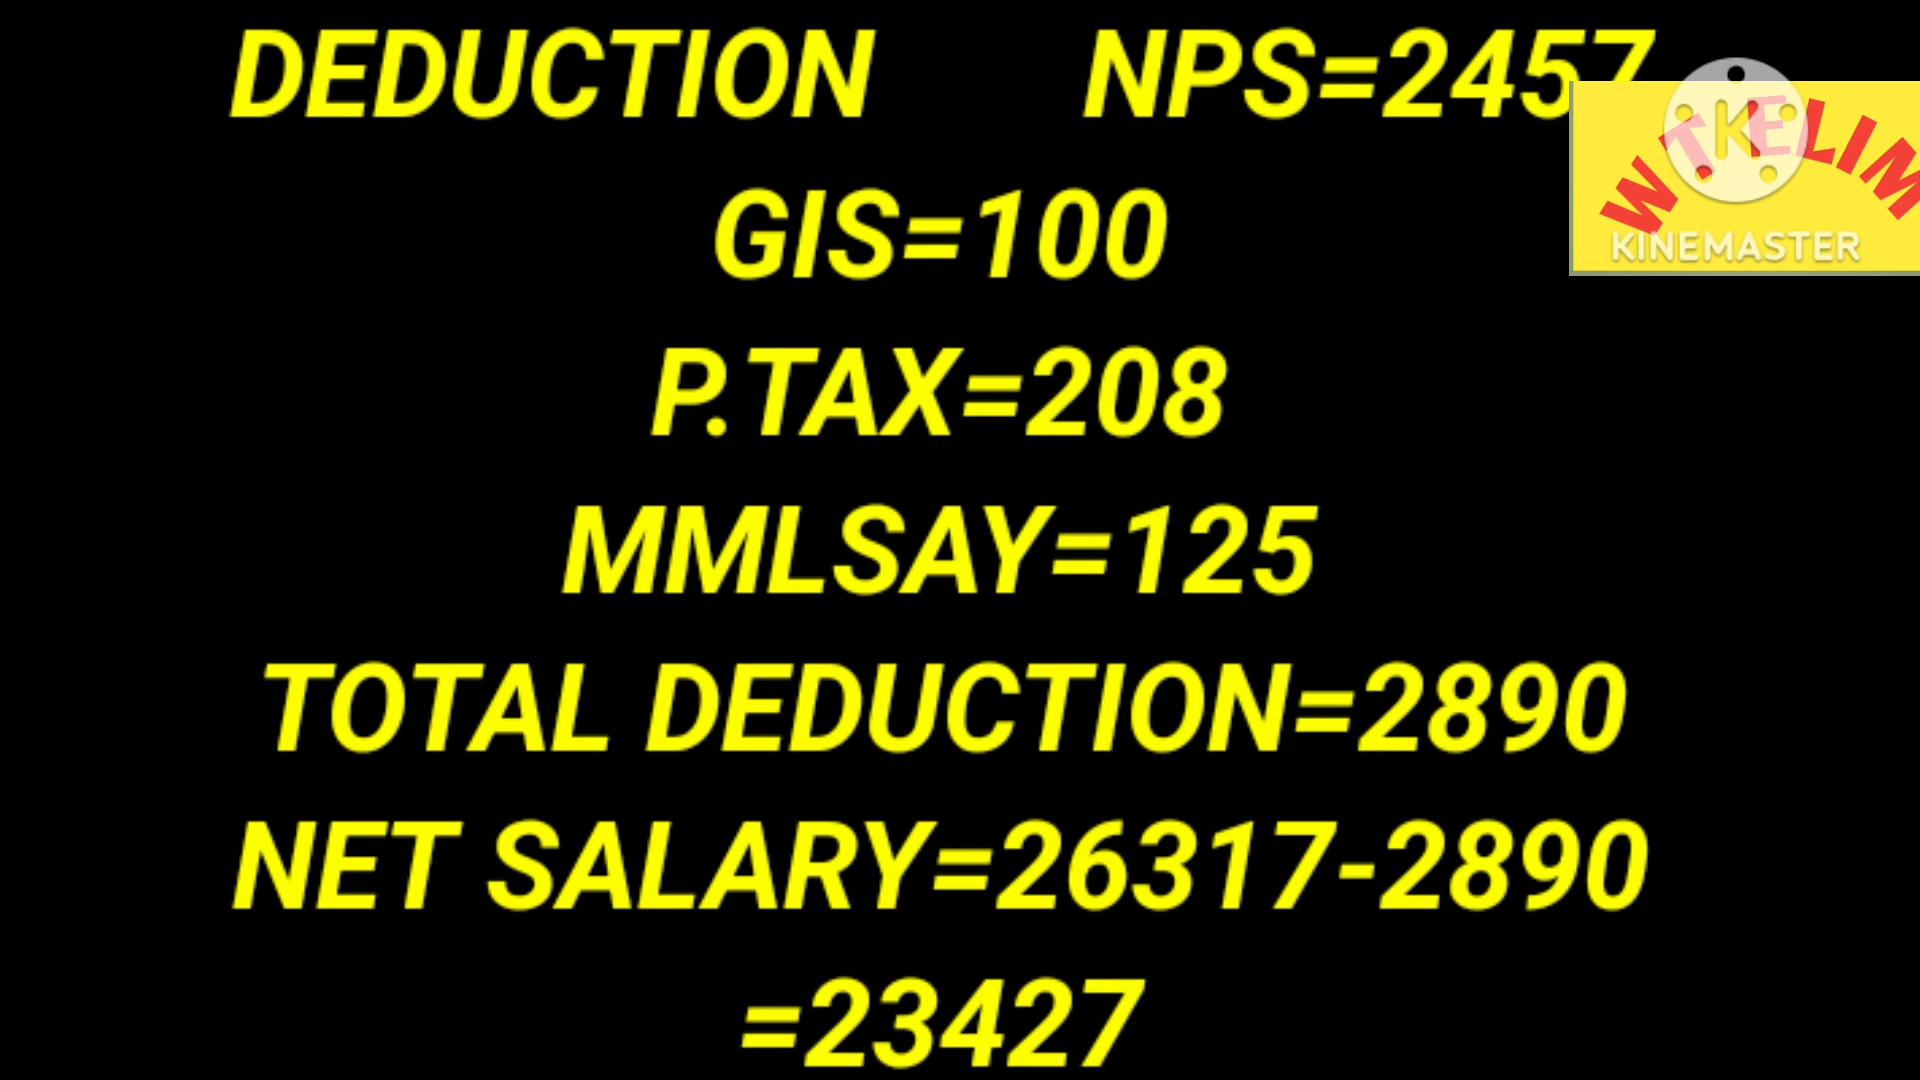 DEDUCTION NPS=2457
GIS=100
P.TAX=208
MMLSAY=125
TOTAL DEDUCTION=2890
NET SALARY=26317-2890
=23427
KINEMASTER